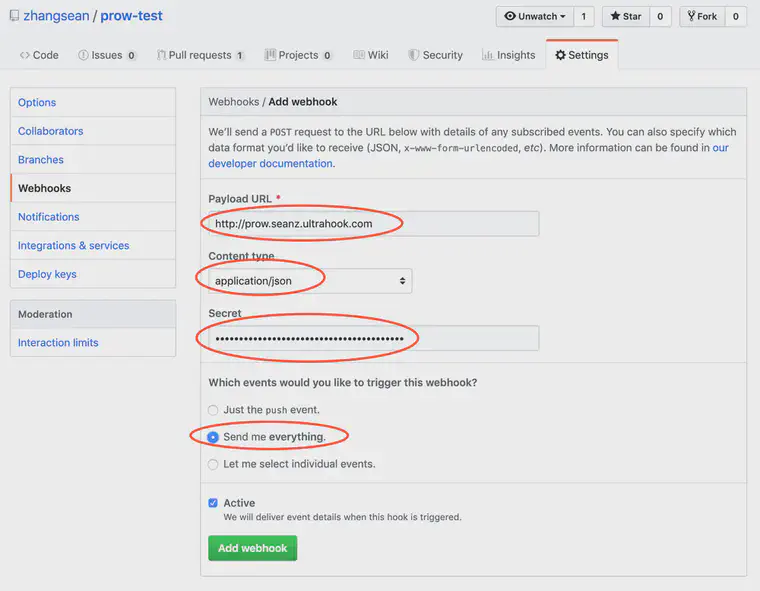 zhangsean / prow-test
Unwatch 1 Star 0 Fork 0
Code Issues 0 Pull requests 1 Projects 0 Wiki Security Insights Settings
Options
Collaborators
Branches
Webhooks
Notifications
Integrations & services
Deploy keys
Moderation
Interaction limits
Webhooks / Add webhook
We'll send a POST request to the URL below with details of any subscribed events. You can also specify which
data format you'd like to receive (JSON, x-www-form-urlencoded, etc). More information can be found in our
developer documentation.
Payload URL *
http://prow.seanz.ultrahook.com
Content type
application/json
Secret
••••••••••••••••••••••••••••••••••••••••
Which events would you like to trigger this webhook?
Just the push event.
Send me everything.
Let me select individual events.
Active
We will deliver event details when this hook is triggered.
Add webhook